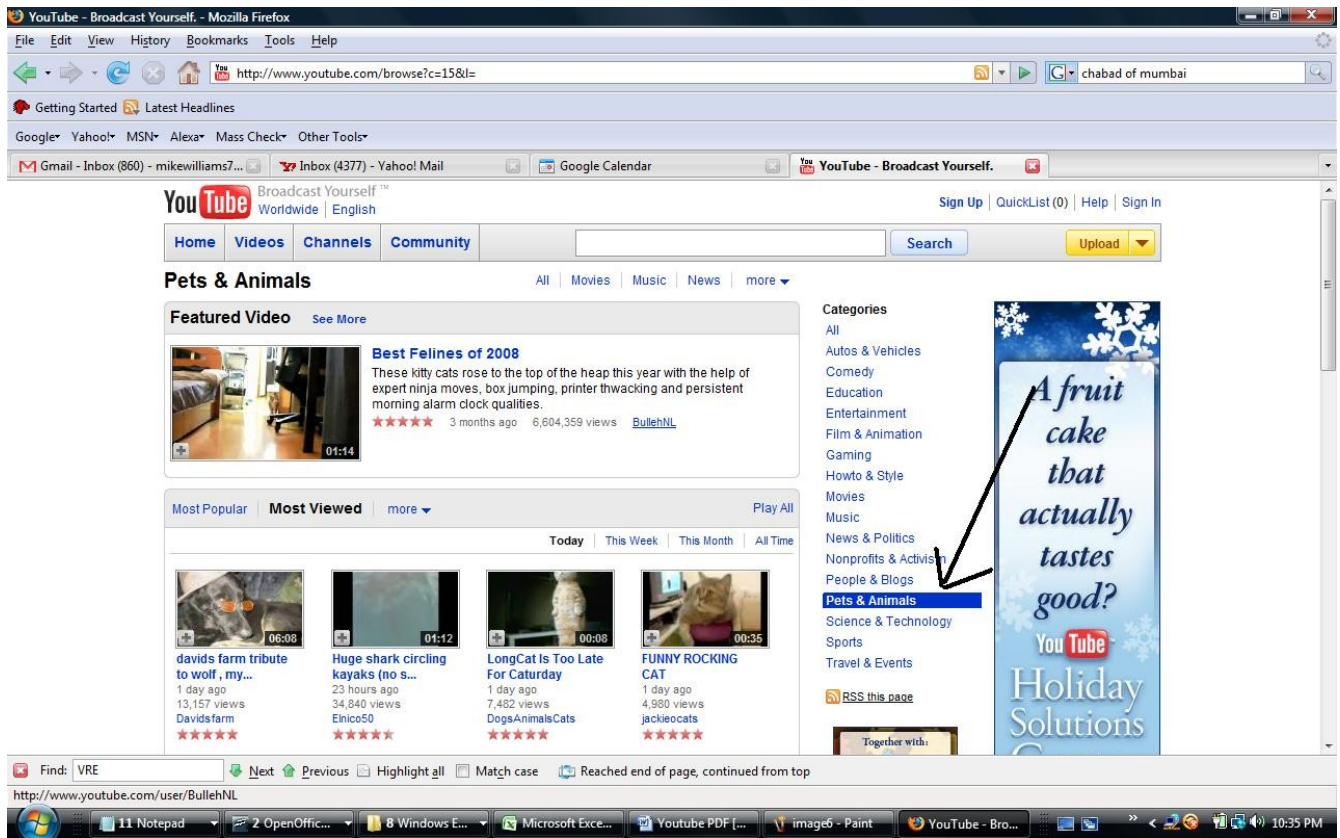 YouTube - Broadcast Yourself. - Mozilla Firefox
File Edit View History Bookmarks Tools Help
http://www.youtube.com/browse?c=15&l=
G chabad of mumbai
Getting Started Latest Headlines
Google Yahoo! MSN Alexa Mass Check Other Tools
Gmail - Inbox (860) - mikewilliams7... Inbox (4377) - Yahoo! Mail Google Calendar YouTube - Broadcast Yourself.
YouTube Broadcast Yourself ™
Worldwide | English
Sign Up | QuickList (0) | Help | Sign In
Home Videos Channels Community Search Upload
Pets & Animals
All Movies Music News more
Featured Video See More
Best Felines of 2008
These kitty cats rose to the top of the heap this year with the help of
expert ninja moves, box jumping, printer thwacking and persistent
morning alarm clock qualities.
3 months ago 6,604,359 views BullehNL
01:14
Most Popular Most Viewed more Play All
Today This Week This Month All Time
06:08 01:12 00:08 00:35
davids farm tribute
to wolf , my...
1 day ago
13,157 views
Davidsfarm
Huge shark circling
kayaks (no s...
23 hours ago
34,840 views
Elnico50
LongCat Is Too Late
For Caturday
1 day ago
7,482 views
DogsAnimalsCats
FUNNY ROCKING
CAT
1 day ago
4,980 views
jackieocats
Categories
All
Autos & Vehicles
Comedy
Education
Entertainment
Film & Animation
Gaming
Howto & Style
Movies
Music
News & Politics
Nonprofits & Activism
People & Blogs
Pets & Animals
Science & Technology
Sports
Travel & Events
RSS this page
Together with:
A fruit
cake
that
actually
tastes
good?
YouTube
Holiday
Solutions
Find: VRE Next Previous Highlight all Match case Reached end of page, continued from top
http://www.youtube.com/user/BullehNL
11 Notepad 2 OpenOffic... 8 Windows E... Microsoft Exce... Youtube PDF [... image6 - Paint YouTube - Bro... 10:35 PM